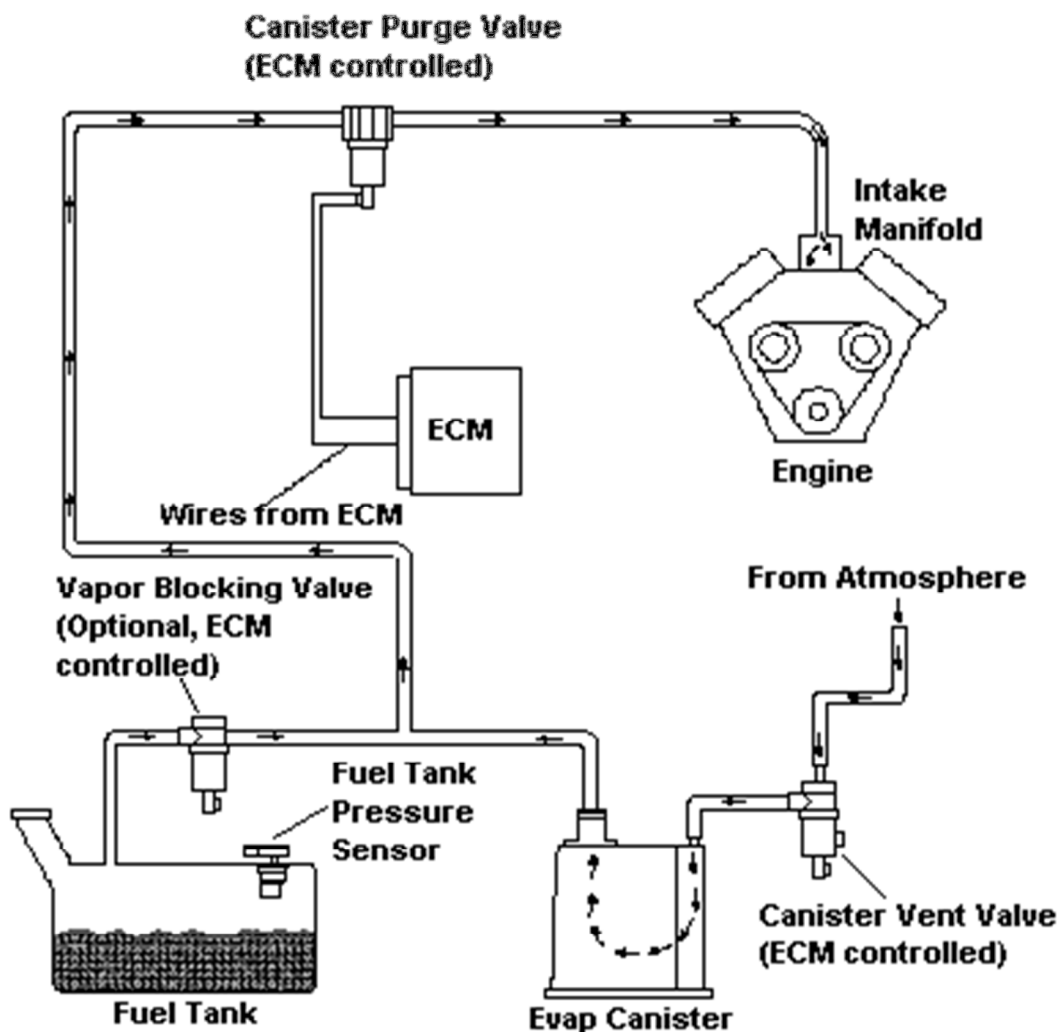 Canister Purge Valve
(ECM controlled)
Intake
Manifold
ECM
Engine
Wires from ECM
From Atmosphere
Vapor Blocking Valve
(Optional, ECM
controlled)
Fuel Tank
Pressure
Sensor
Canister Vent Valve
(ECM controlled)
Fuel Tank
Evap Canister